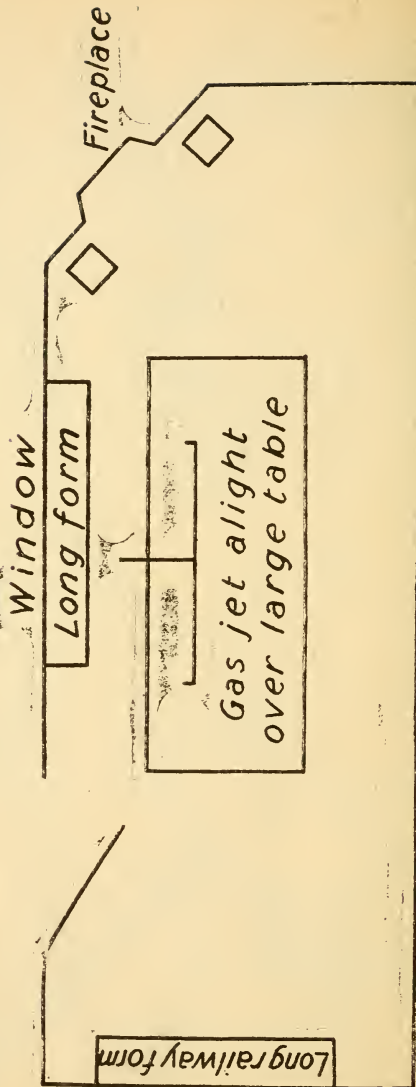 Fireplace
Window
Long form
Gas jet alight
over large table
Long railway form